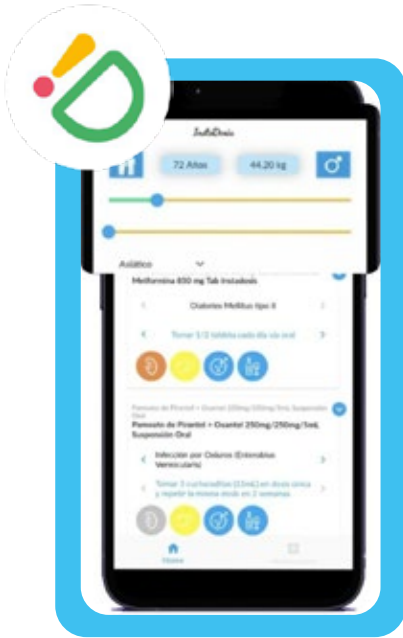 InstaDosis
72 Años 44.20 kg
Asiático
Metformina 850 mg Tab Instadosis
Diabetes Mellitus tipo II
Tomar 1/2 tableta cada día vía oral
Pamoato de Pirantel + Oxantel 250mg/250mg/5mL Suspensión
Oral
Pamoato de Pirantel + Oxantel 250mg/250mg/5mL
Suspensión Oral
Infección por Oxiuros (Enterobius
Vermicularis)
Tomar 3 cucharaditas (15mL) en dosis única
y repetir la misma dosis en 2 semanas
Home